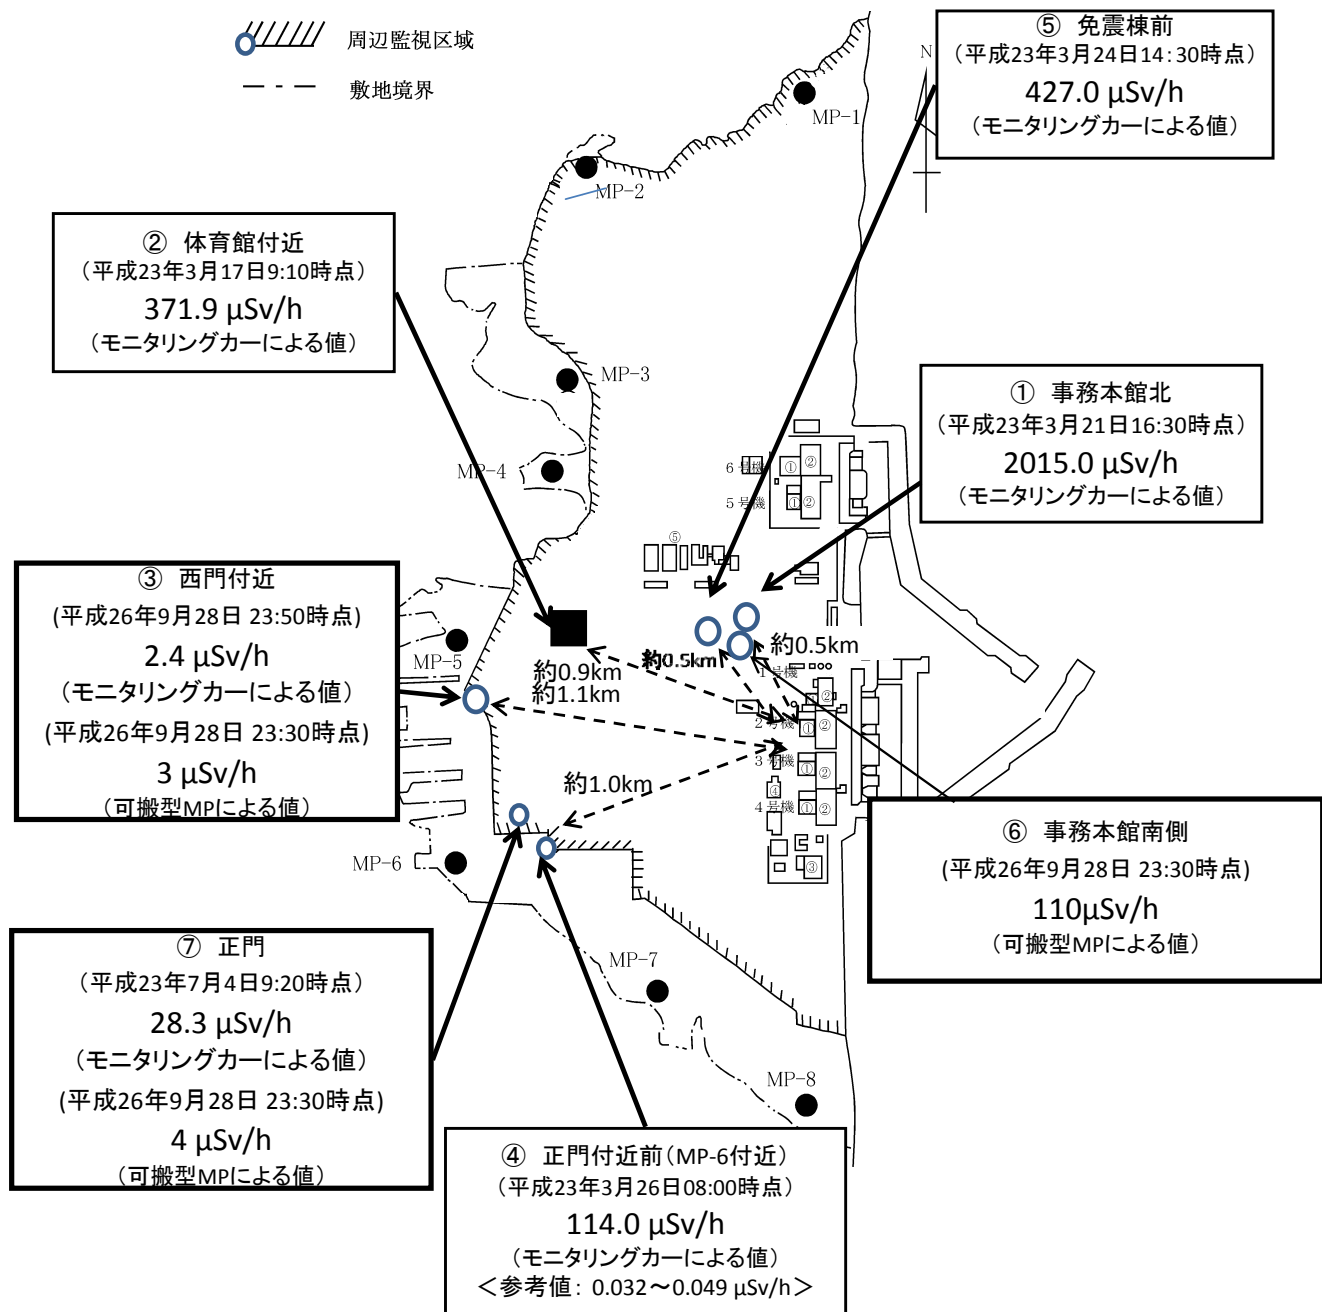 周辺監視区域
敷地境界
⑤ 免震棟前
(平成23年3月24日14:30時点)
427.0 μSv/h
(モニタリングカーによる値)
N
MP-1
MP-2
② 体育館付近
(平成23年3月17日9:10時点)
371.9 μSv/h
(モニタリングカーによる値)
MP-3
① 事務本館北
(平成23年3月21日16:30時点)
2015.0 μSv/h
(モニタリングカーによる値)
MP-4
6号機
① ②
5号機
① ②
⑤
③ 西門付近
(平成26年9月28日 23:50時点)
2.4 μSv/h
(モニタリングカーによる値)
(平成26年9月28日 23:30時点)
3 μSv/h
(可搬型MPによる値)
MP-5
約0.9km
約1.1km
約0.5km
約0.5km
1号機
②
2号機
① ②
3号機
① ②
④
4号機
① ②
③
約1.0km
MP-6
⑥ 事務本館南側
(平成26年9月28日 23:30時点)
110μSv/h
(可搬型MPによる値)
⑦ 正門
(平成23年7月4日9:20時点)
28.3 μSv/h
(モニタリングカーによる値)
(平成26年9月28日 23:30時点)
4 μSv/h
(可搬型MPによる値)
MP-7
MP-8
④ 正門付近前(MP-6付近)
(平成23年3月26日08:00時点)
114.0 μSv/h
(モニタリングカーによる値)
<参考値: 0.032~0.049 μSv/h>